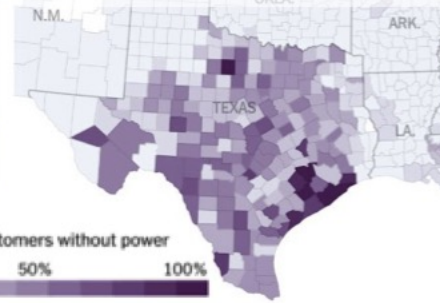 N.M.
ARK.
TEXAS
LA.
tomers without power
50% 100%